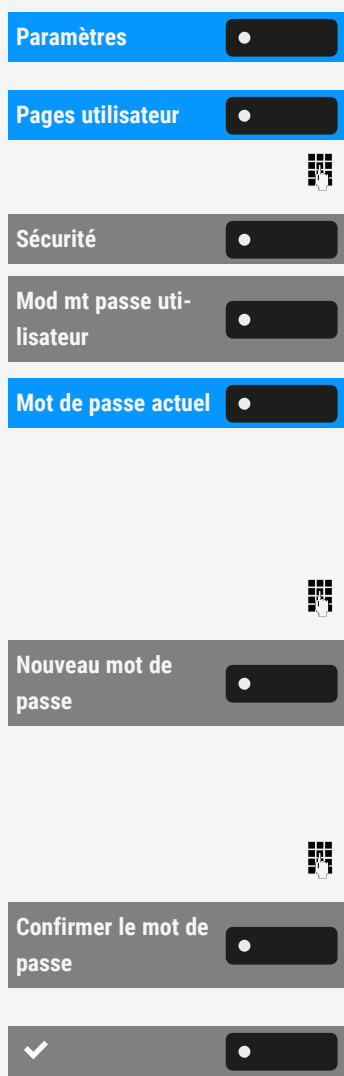 Paramètres
Pages utilisateur
Sécurité
Mod mt passe uti-
lisateur
Mot de passe actuel
Nouveau mot de
passe
Confirmer le mot de
passe